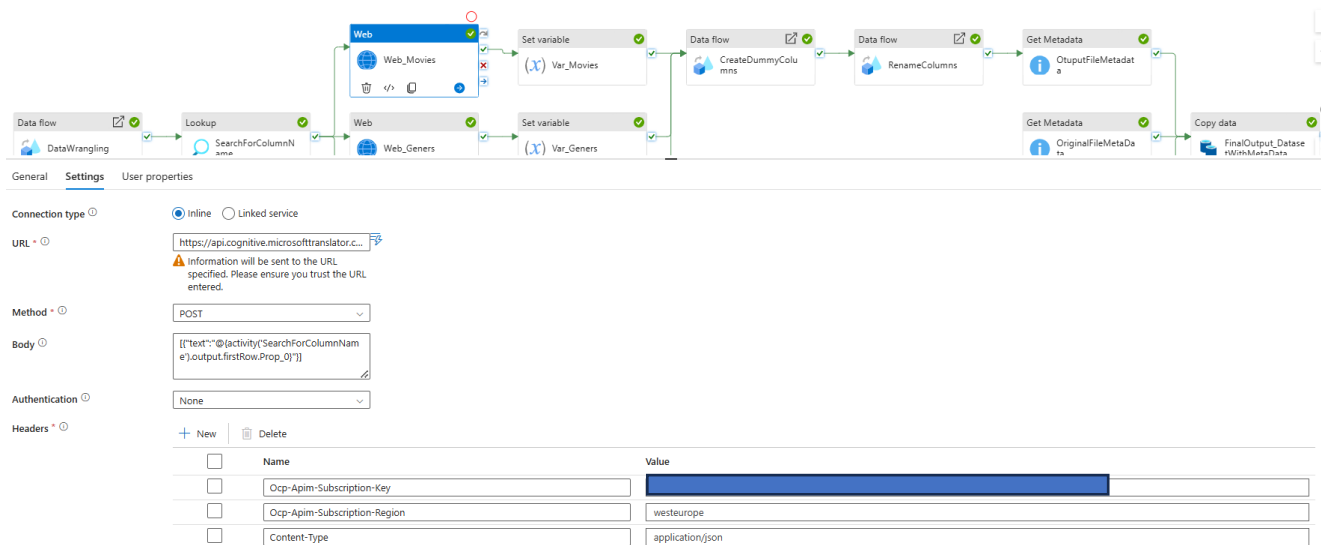 Web
Web_Movies
Set variable
(x) Var_Movies
Data flow
CreateDummyColu
mns
Data flow
RenameColumns
Get Metadata
OtuputFileMetadat
a
Data flow
DataWrangling
Lookup
SearchForColumnN
ame
Web
Web_Geners
Set variable
(x) Var_Geners
Get Metadata
OriginalFileMetaDa
ta
Copy data
FinalOutput_Datase
tWithMetaData
General Settings User properties
Connection type Inline Linked service
URL * https://api.cognitive.microsofttranslator.c...
Information will be sent to the URL
specified. Please ensure you trust the URL
entered.
Method * POST
Body [{"text":"@{activity('SearchForColumnNam
e').output.firstRow.Prop_0}"}]
Authentication None
Headers * + New Delete
Name Value
Ocp-Apim-Subscription-Key
Ocp-Apim-Subscription-Region westeurope
Content-Type application/json